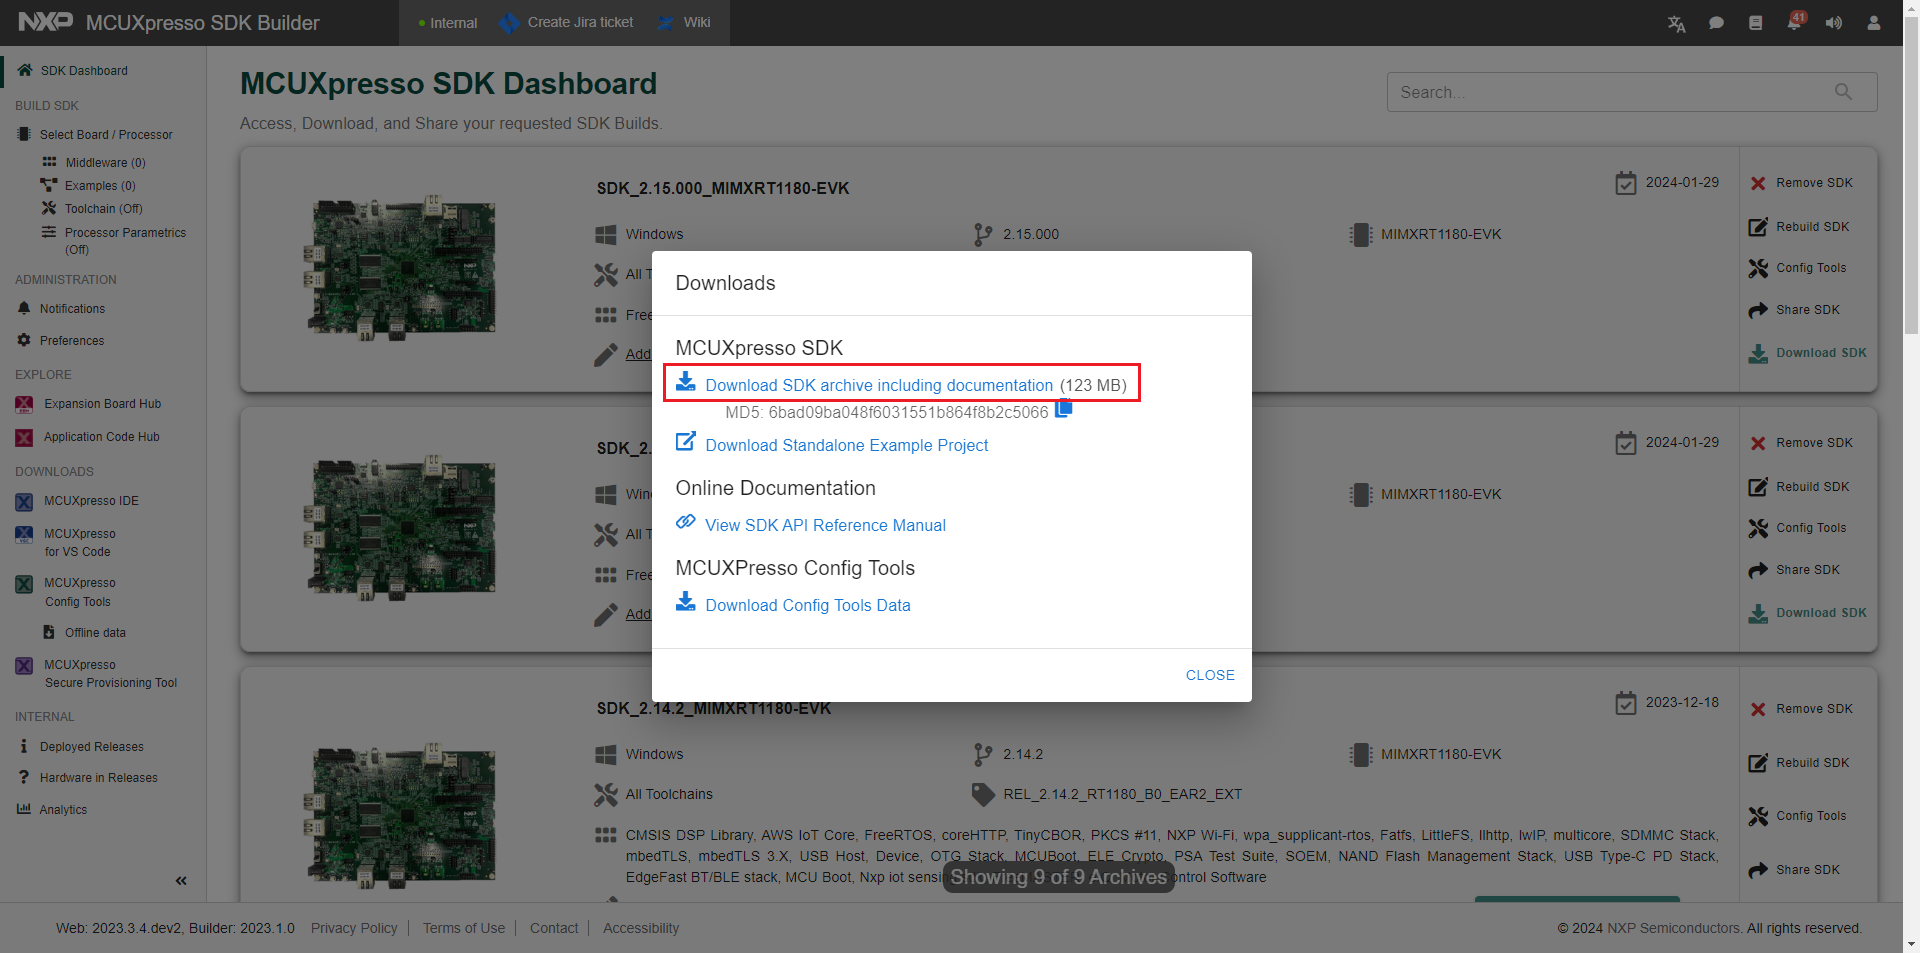 NXP MCUXpresso SDK Builder
Internal Create Jira ticket Wiki
41
SDK Dashboard
BUILD SDK
Select Board / Processor
Middleware (0)
Examples (0)
Toolchain (Off)
Processor Parametrics
(Off)
ADMINISTRATION
Notifications
Preferences
EXPLORE
Expansion Board Hub
Application Code Hub
DOWNLOADS
MCUXpresso IDE
MCUXpresso
for VS Code
MCUXpresso
Config Tools
Offline data
MCUXpresso
Secure Provisioning Tool
INTERNAL
Deployed Releases
Hardware in Releases
Analytics
MCUXpresso SDK Dashboard
Access, Download, and Share your requested SDK Builds.
Search...
SDK_2.15.000_MIMXRT1180-EVK
2024-01-29
Windows
2.15.000
MIMXRT1180-EVK
All T
Free
Add
Remove SDK
Rebuild SDK
Config Tools
Share SDK
Download SDK
SDK_2.
2024-01-29
Win
MIMXRT1180-EVK
All T
Free
Add
Remove SDK
Rebuild SDK
Config Tools
Share SDK
Download SDK
Downloads
MCUXpresso SDK
Download SDK archive including documentation (123 MB)
MD5: 6bad09ba048f6031551b864f8b2c5066
Download Standalone Example Project
Online Documentation
View SDK API Reference Manual
MCUXPresso Config Tools
Download Config Tools Data
CLOSE
SDK_2.14.2_MIMXRT1180-EVK
2023-12-18
Windows
2.14.2
MIMXRT1180-EVK
All Toolchains
REL_2.14.2_RT1180_B0_EAR2_EXT
CMSIS DSP Library, AWS IoT Core, FreeRTOS, coreHTTP, TinyCBOR, PKCS #11, NXP Wi-Fi, wpa_supplicant-rtos, Fatfs, LittleFS, llhttp, lwIP, multicore, SDMMC Stack,
mbedTLS, mbedTLS 3.X, USB Host, Device, OTG Stack, MCUBoot, ELE Crypto, PSA Test Suite, SOEM, NAND Flash Management Stack, USB Type-C PD Stack,
EdgeFast BT/BLE stack, MCU Boot, Nxp iot sensin ntrol Software
Showing 9 of 9 Archives
Remove SDK
Rebuild SDK
Config Tools
Share SDK
Web: 2023.3.4.dev2, Builder: 2023.1.0 Privacy Policy Terms of Use Contact Accessibility
© 2024 NXP Semiconductors. All rights reserved.